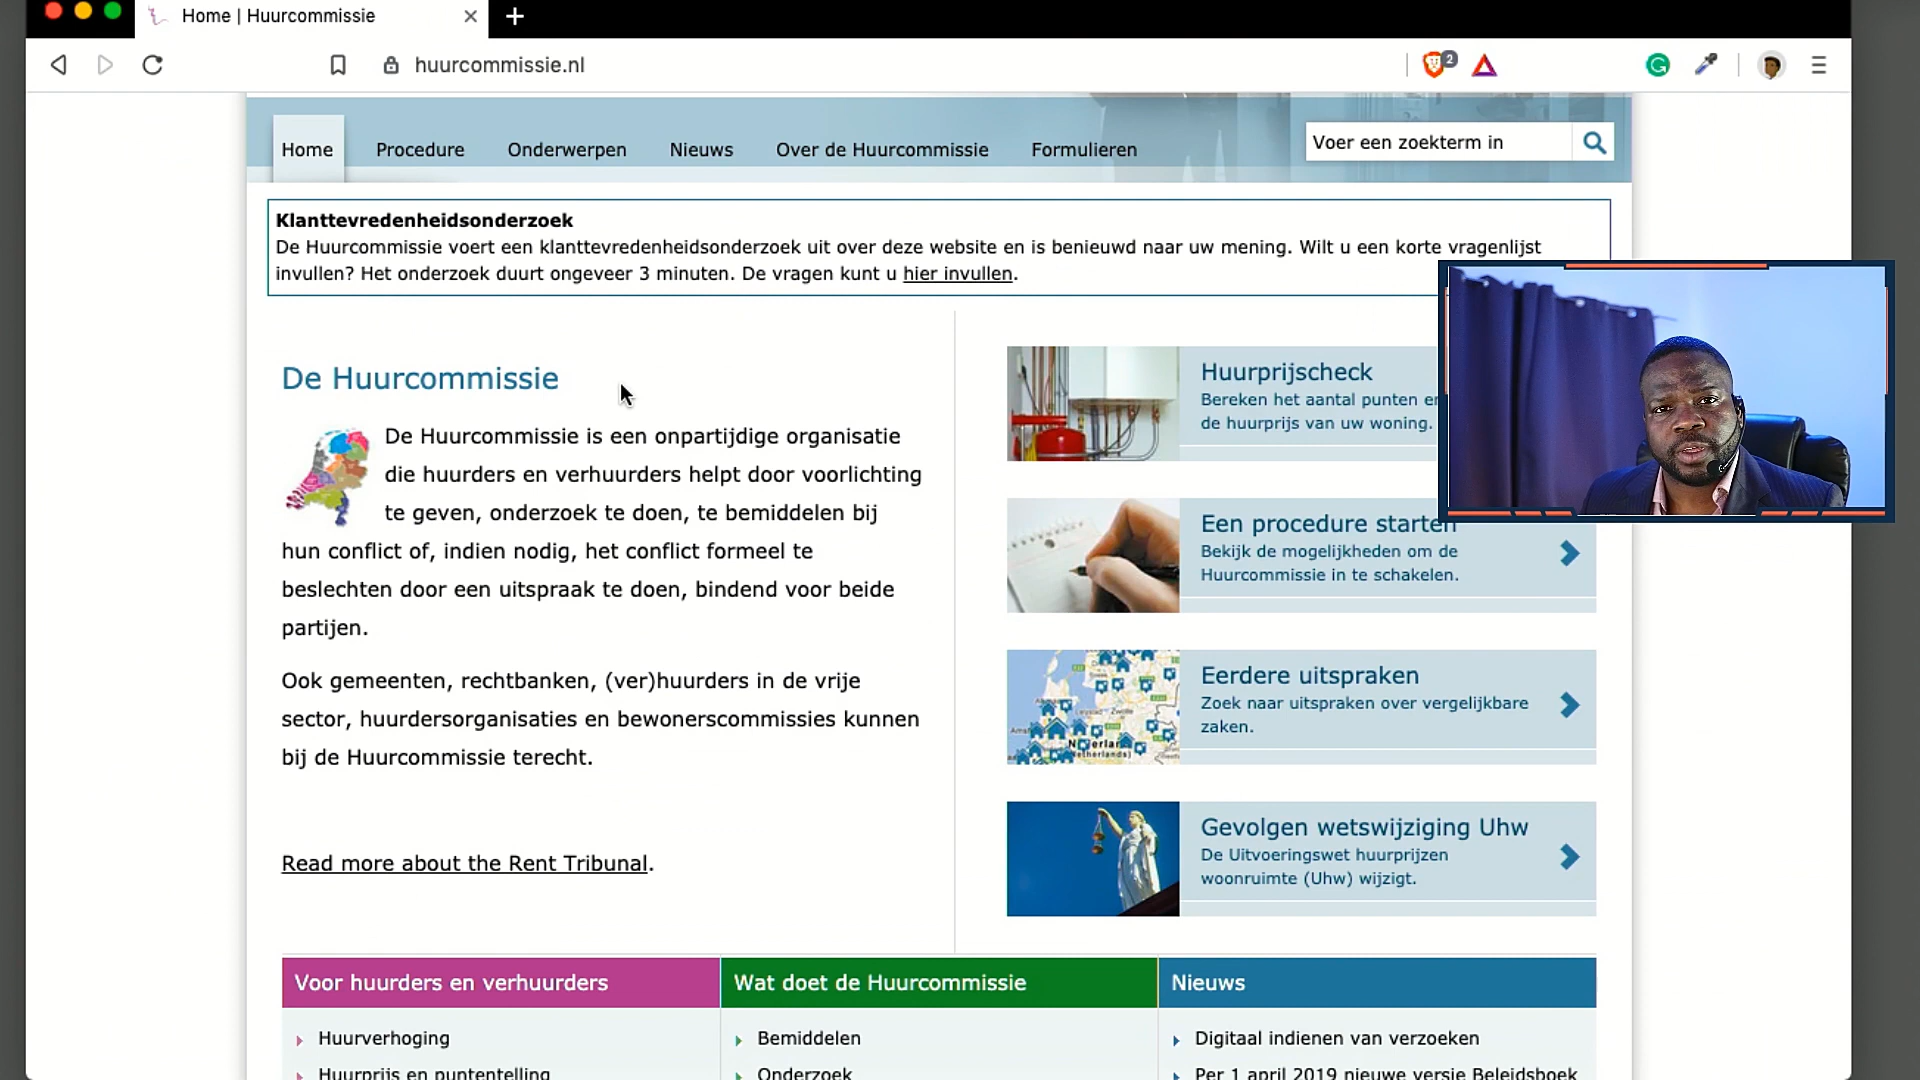 Home | Huurcommissie
huurcommissie.nl
2
Home
Procedure
Onderwerpen
Nieuws
Over de Huurcommissie
Formulieren
Voer een zoekterm in
Klanttevredenheidsonderzoek
De Huurcommissie voert een klanttevredenheidsonderzoek uit over deze website en is benieuwd naar uw mening. Wilt u een korte vragenlijst
invullen? Het onderzoek duurt ongeveer 3 minuten. De vragen kunt u hier invullen.
De Huurcommissie
De Huurcommissie is een onpartijdige organisatie
die huurders en verhuurders helpt door voorlichting
te geven, onderzoek te doen, te bemiddelen bij
hun conflict of, indien nodig, het conflict formeel te
beslechten door een uitspraak te doen, bindend voor beide
partijen.
Ook gemeenten, rechtbanken, (ver)huurders in de vrije
sector, huurdersorganisaties en bewonerscommissies kunnen
bij de Huurcommissie terecht.
Read more about the Rent Tribunal.
Huurprijscheck
Bereken het aantal punten en
de huurprijs van uw woning.
Een procedure starten
Bekijk de mogelijkheden om de
Huurcommissie in te schakelen.
Eerdere uitspraken
Zoek naar uitspraken over vergelijkbare
zaken.
Gevolgen wetswijziging Uhw
De Uitvoeringswet huurprijzen
woonruimte (Uhw) wijzigt.
Voor huurders en verhuurders
Huurverhoging
Huurprijs en puntentelling
Wat doet de Huurcommissie
Bemiddelen
Onderzoek
Nieuws
Digitaal indienen van verzoeken
Per 1 april 2019 nieuwe versie Beleidsboek